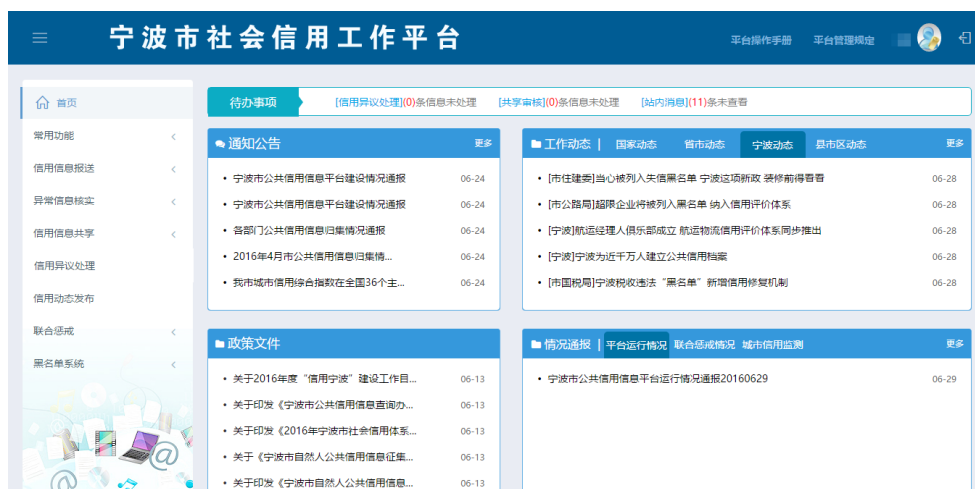 宁波市社会信用工作平台
平台操作手册 平台管理规定
首页
常用功能
信用信息报送
异常信息核实
信用信息共享
信用异议处理
信用动态发布
联合惩戒
黑名单系统
待办事项 [信用异议处理](0)条信息未处理 [共享审核](0)条信息未处理 [站内消息](11)条未查看
通知公告 更多
• 宁波市公共信用信息平台建设情况通报 06-24
• 宁波市公共信用信息平台建设情况通报 06-24
• 各部门公共信用信息归集情况通报 06-24
• 2016年4月市公共信用信息归集情... 06-24
• 我市城市信用综合指数在全国36个主... 06-24
工作动态 | 国家动态 省市动态 宁波动态 县市区动态 更多
• [市住建委]当心被列入失信黑名单 宁波这项新政 装修前得看看 06-28
• [市公路局]超限企业将被列入黑名单 纳入信用评价体系 06-28
• [宁波]航运经理人俱乐部成立 航运物流信用评价体系同步推出 06-28
• [宁波]宁波为近千万人建立公共信用档案 06-28
• [市国税局]宁波税收违法“黑名单”新增信用修复机制 06-28
政策文件
• 关于2016年度“信用宁波”建设工作目... 06-13
• 关于印发《宁波市公共信用信息查询办... 06-13
• 关于印发《2016年宁波市社会信用体系... 06-13
• 关于《宁波市自然人公共信用信息征集... 06-13
• 关于印发《宁波市自然人公共信用信息... 06-13
情况通报 | 平台运行情况 联合惩戒情况 城市信用监测 更多
• 宁波市公共信用信息平台运行情况通报20160629 06-29